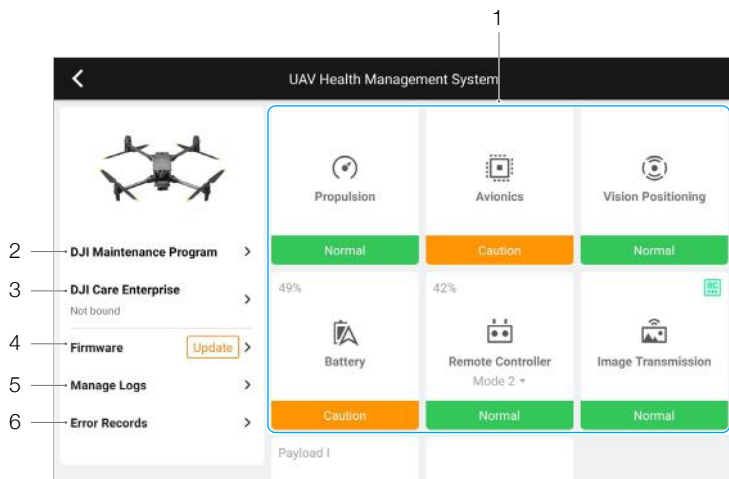 1
UAV Health Management System
Propulsion
Avionics
Vision Positioning
Normal
Caution
Normal
2
DJI Maintenance Program
3
DJI Care Enterprise
Not bound
4
Firmware
Update
5
Manage Logs
6
Error Records
49%
42%
RC
Battery
Remote Controller
Mode 2
Image Transmission
Caution
Normal
Normal
Payload I